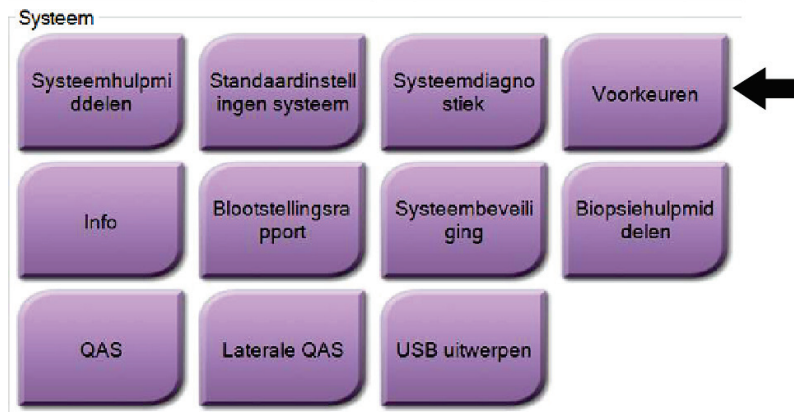 Systeem
Systeemhulpmi
ddelen
Standaardinstell
ingen systeem
Systeemdiagno
stiek
Voorkeuren
Info
Blootstellingsra
pport
Systeembeveili
ging
Biopsiehulpmid
delen
QAS
Laterale QAS
USB uitwerpen